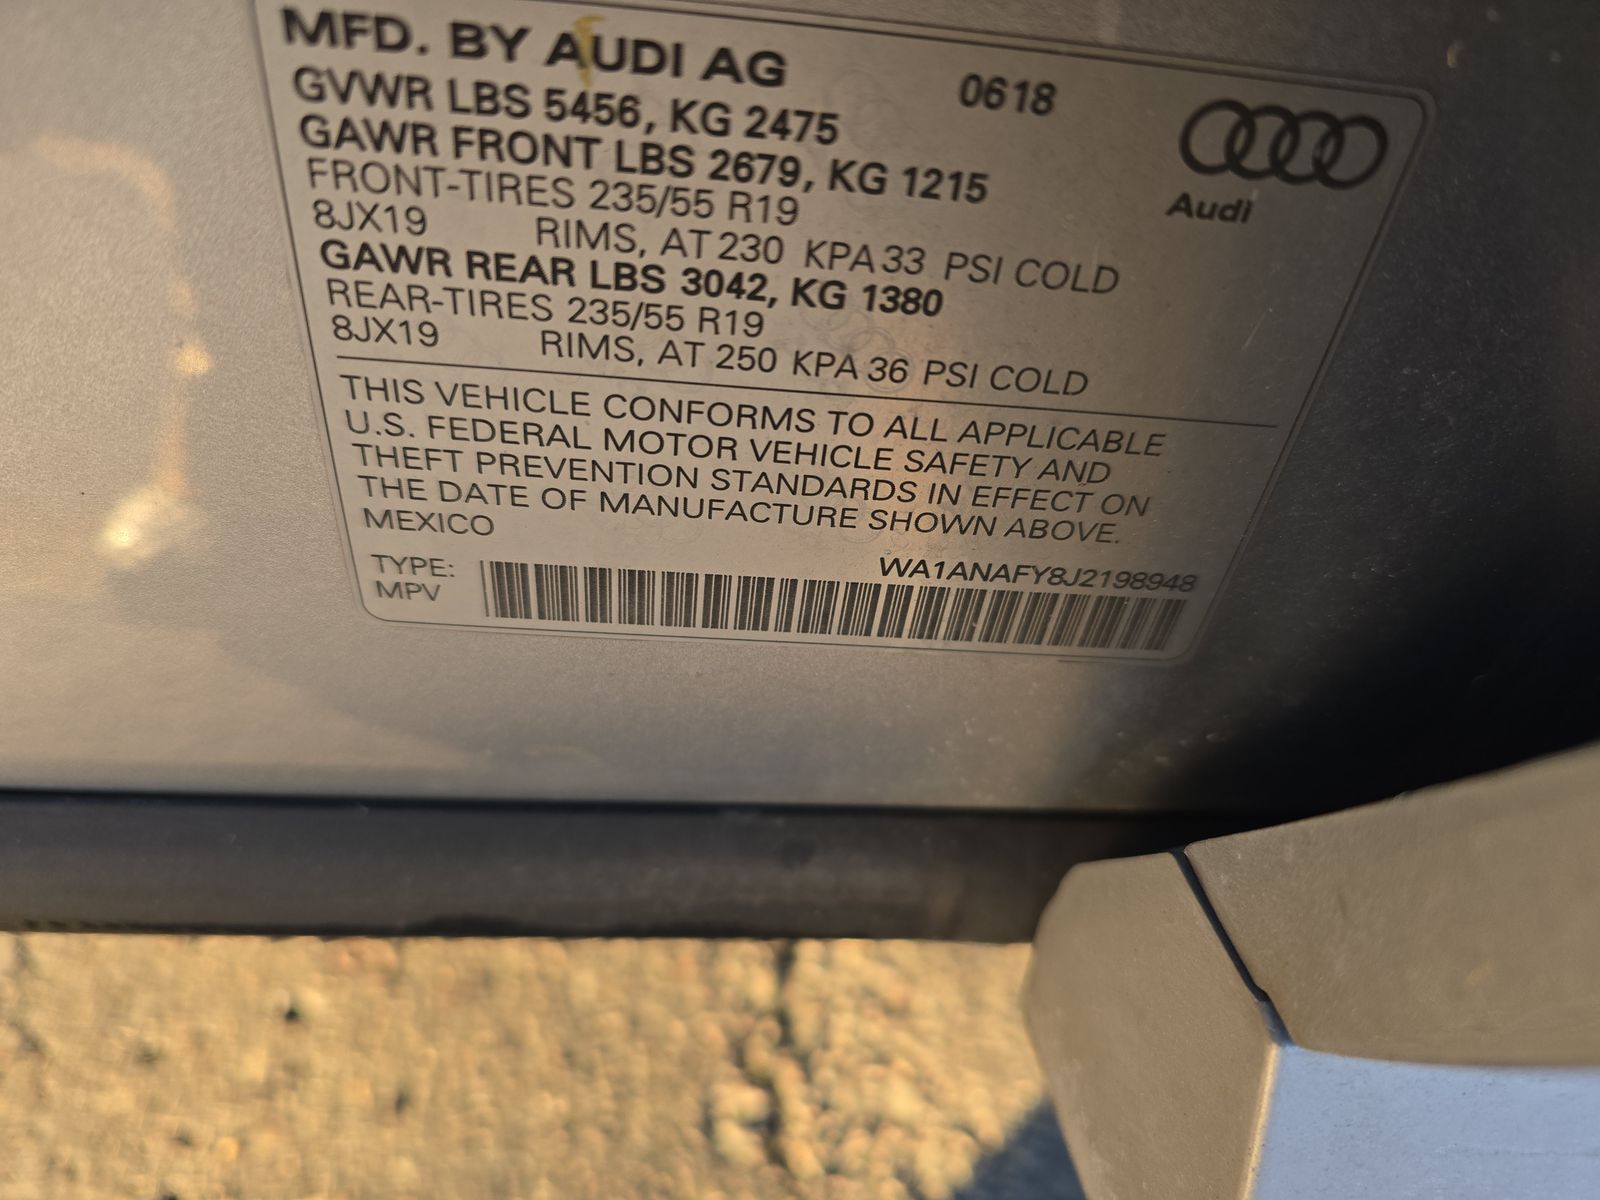 MFD. BY AUDI AG 0618
GVWR LBS 5456, KG 2475
GAWR FRONT LBS 2679, KG 1215
FRONT-TIRES 235/55 R19
8JX19 RIMS, AT 230 KPA 33 PSI COLD
GAWR REAR LBS 3042, KG 1380
REAR-TIRES 235/55 R19
8JX19 RIMS, AT 250 KPA 36 PSI COLD
Audi
THIS VEHICLE CONFORMS TO ALL APPLICABLE
U.S. FEDERAL MOTOR VEHICLE SAFETY AND
THEFT PREVENTION STANDARDS IN EFFECT ON
THE DATE OF MANUFACTURE SHOWN ABOVE.
MEXICO
TYPE: WA1ANAFY8J2198948
MPV